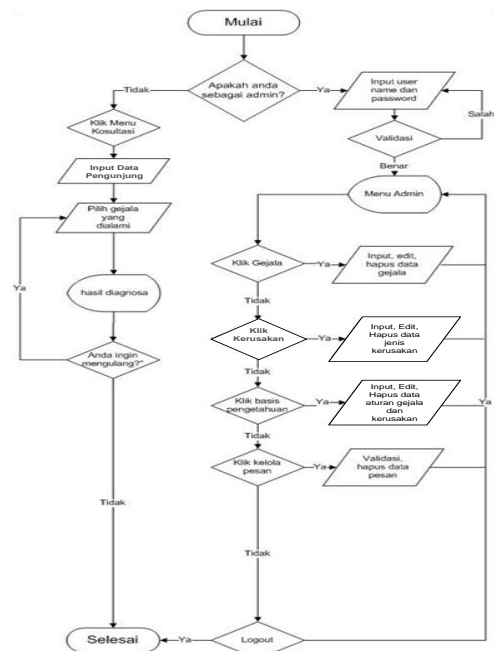 Mulai
Apakah anda
sebagai admin?
Tidak
Ya
Input user
name dan
password
Salah
Klik Menu
Kosultasi
Validasi
Benar
Input Data
Pengunjung
Menu Admin
Pilih gejala
yang
dialami
Klik Gejala
Ya
Input, edit,
hapus data
gejala
Ya
hasil diagnosa
Tidak
Klik
Kerusakan
Ya
Input, Edit,
Hapus data
jenis
kerusakan
Anda ingin
mengulang?"
Tidak
Klik basis
pengetahuan
Ya
Input, Edit,
Hapus data
aturan gejala
dan
kerusakan
Ya
Tidak
Klik kelola
pesan
Ya
Validasi,
hapus data
pesan
Tidak
Tidak
Selesai
Ya
Logout